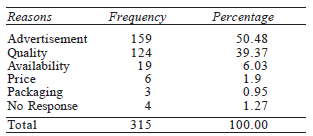 Reasons Frequency Percentage
Advertisement 159 50.48
Quality 124 39.37
Availability 19 6.03
Price 6 1.9
Packaging 3 0.95
No Response 4 1.27
Total 315 100.00